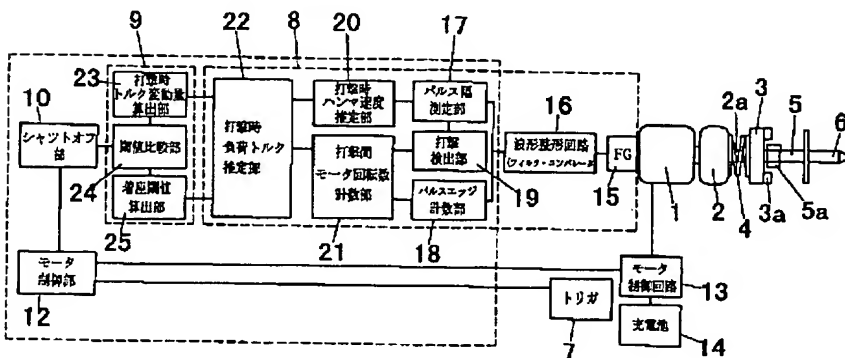 9
22
20
8
17
23
打撃時
トルク変動量
算出部
10
シャットオフ
部
閾値比較部
24
着座閾値
算出部
25
打撃時
負荷トルク
推定部
打撃時
ハンマ速度
推定部
打撃間
モータ回転数
計数部
21
パルス幅
測定部
打撃
検出部
19
パルスエッジ
計数部
18
16
波形整形回路
(フィルタ・コンパレータ)
FG
15
1
2
2a
3
4
3a
5
5a
6
モータ
制御部
12
トリガ
7
モータ
制御回路
13
充電池
14